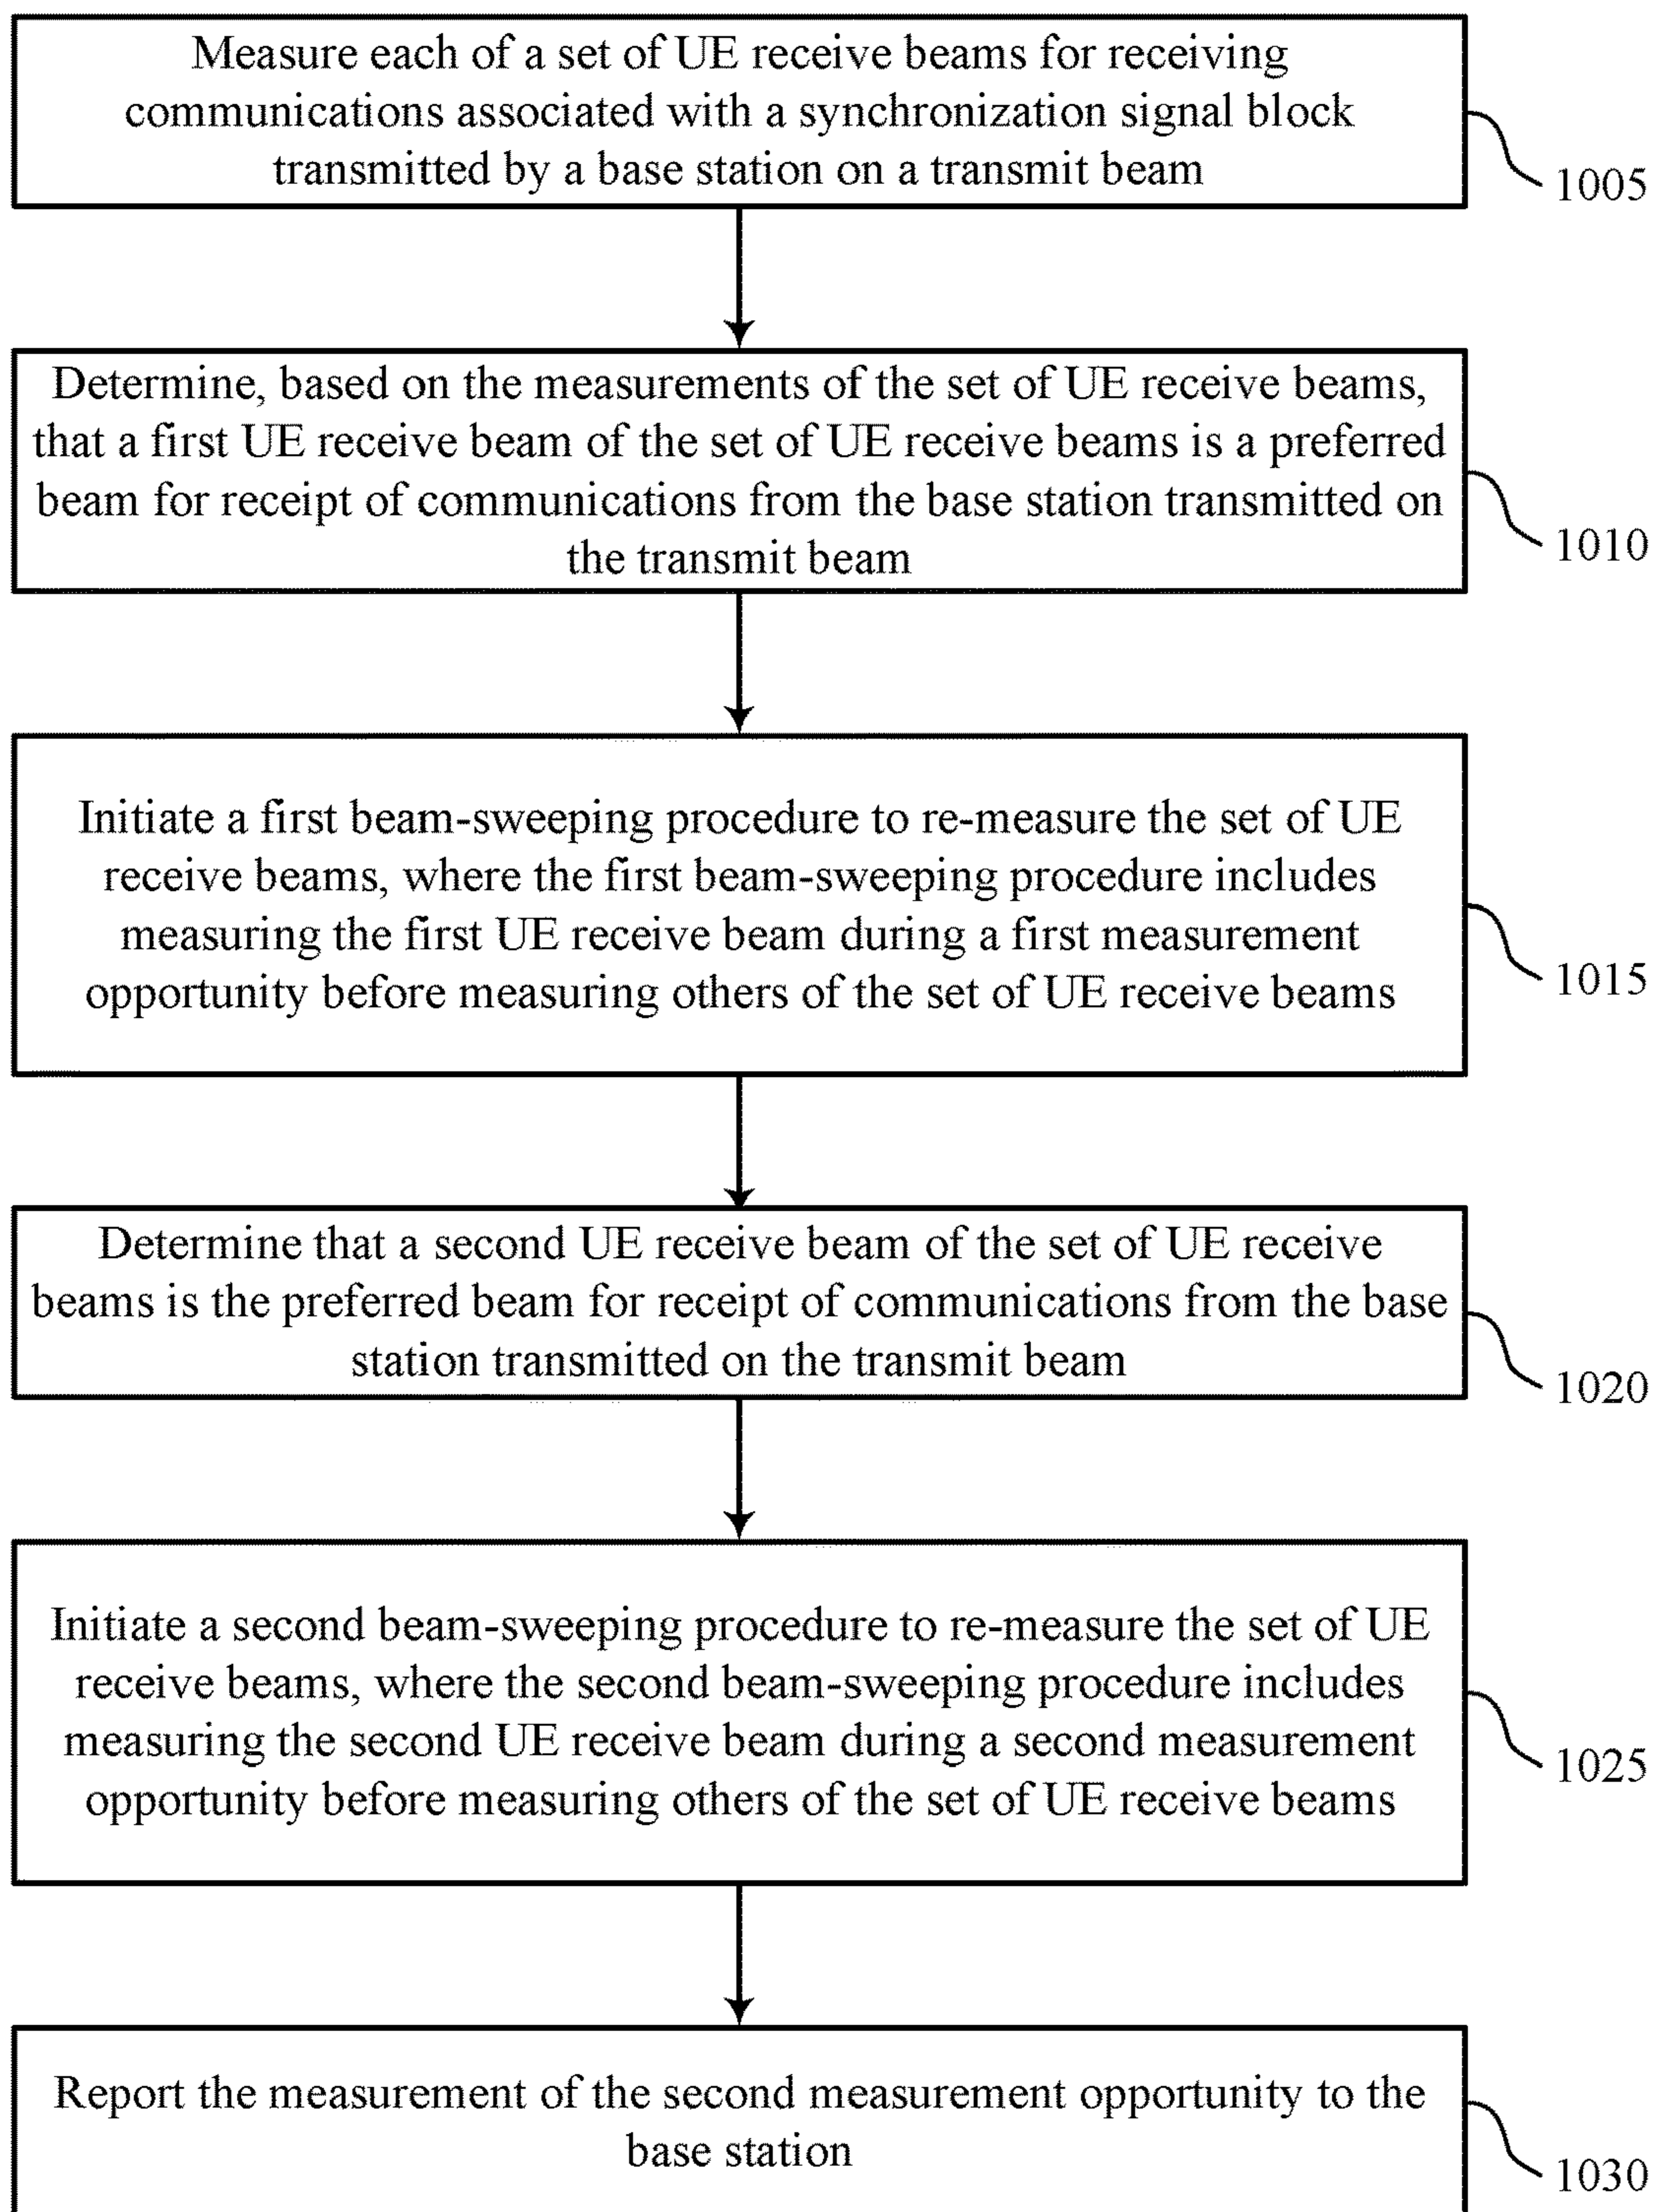 Measure each of a set of UE receive beams for receiving
communications associated with a synchronization signal block
transmitted by a base station on a transmit beam
1005
Determine, based on the measurements of the set of UE receive beams,
that a first UE receive beam of the set of UE receive beams is a preferred
beam for receipt of communications from the base station transmitted on
the transmit beam
1010
Initiate a first beam-sweeping procedure to re-measure the set of UE
receive beams, where the first beam-sweeping procedure includes
measuring the first UE receive beam during a first measurement
opportunity before measuring others of the set of UE receive beams
1015
Determine that a second UE receive beam of the set of UE receive
beams is the preferred beam for receipt of communications from the base
station transmitted on the transmit beam
1020
Initiate a second beam-sweeping procedure to re-measure the set of UE
receive beams, where the second beam-sweeping procedure includes
measuring the second UE receive beam during a second measurement
opportunity before measuring others of the set of UE receive beams
1025
Report the measurement of the second measurement opportunity to the
base station
1030